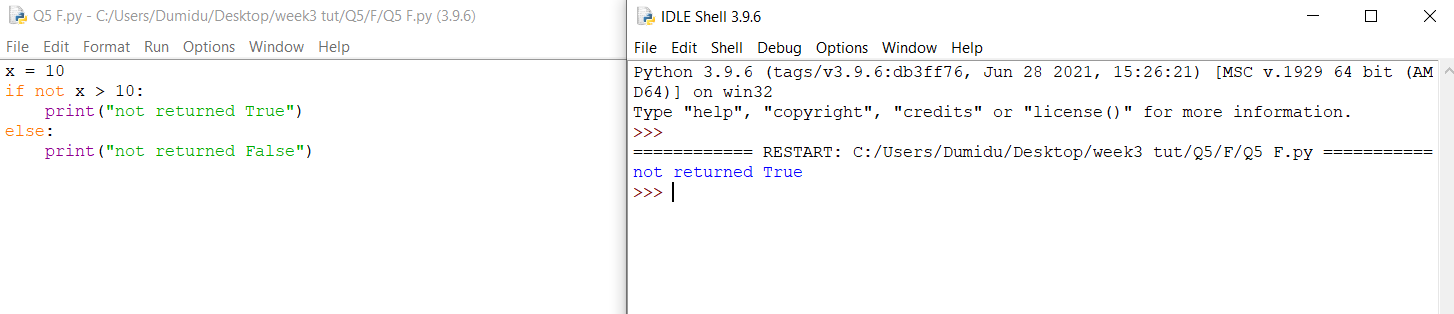 Q5 F.py - C:/Users/Dumidu/Desktop/week3 tut/Q5/F/Q5 F.py (3.9.6)
File Edit Format Run Options Window Help
x = 10
if not x > 10:
    print("not returned True")
else:
    print("not returned False")
IDLE Shell 3.9.6
File Edit Shell Debug Options Window Help
Python 3.9.6 (tags/v3.9.6:db3ff76, Jun 28 2021, 15:26:21) [MSC v.1929 64 bit (AM
D64)] on win32
Type "help", "copyright", "credits" or "license()" for more information.
>>>
============ RESTART: C:/Users/Dumidu/Desktop/week3 tut/Q5/F/Q5 F.py ===========
not returned True
>>>